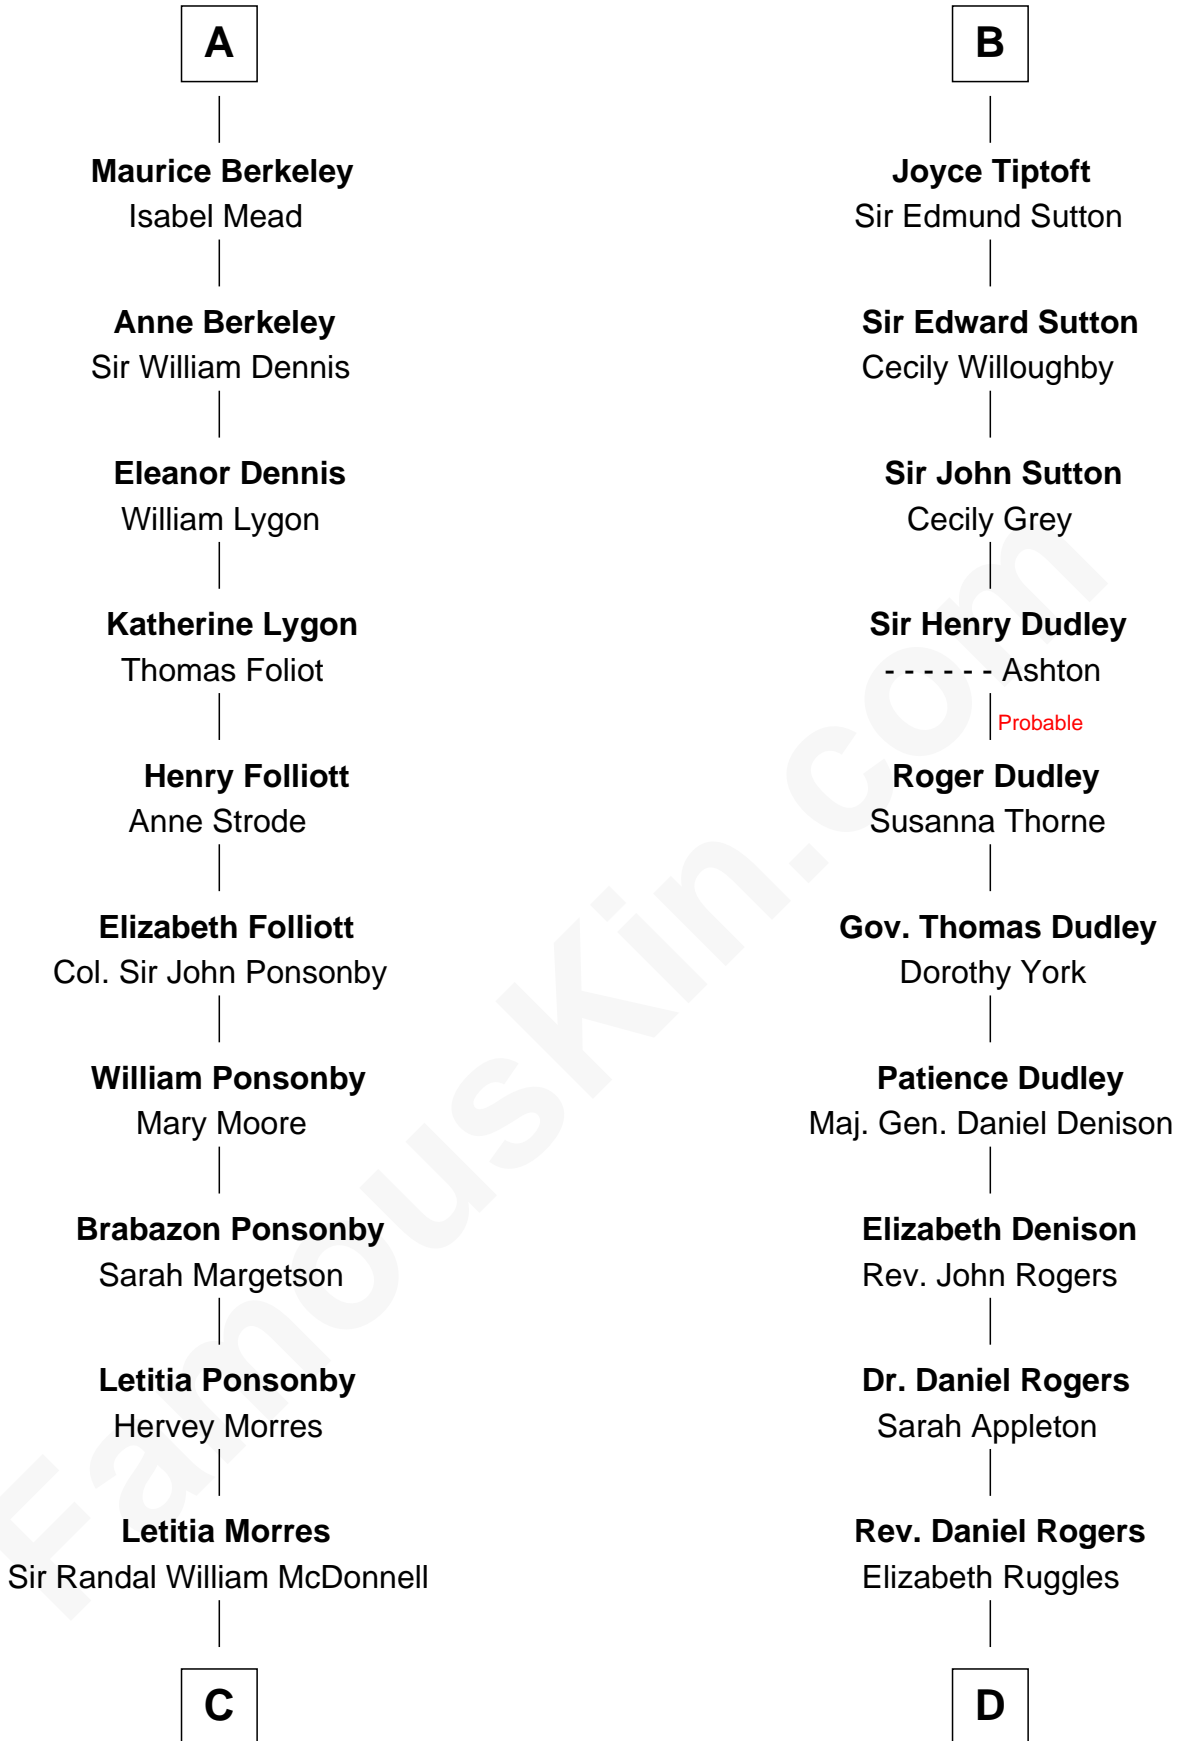 A
Maurice Berkeley
Isabel Mead
Anne Berkeley
Sir William Dennis
Eleanor Dennis
William Lygon
Katherine Lygon
Thomas Foliot
Henry Folliott
Anne Strode
Elizabeth Folliott
Col. Sir John Ponsonby
William Ponsonby
Mary Moore
Brabazon Ponsonby
Sarah Margetson
Letitia Ponsonby
Hervey Morres
Letitia Morres
Sir Randal William McDonnell
C
B
Joyce Tiptoft
Sir Edmund Sutton
Sir Edward Sutton
Cecily Willoughby
Sir John Sutton
Cecily Grey
Sir Henry Dudley
- - - - - - Ashton
Probable
Roger Dudley
Susanna Thorne
Gov. Thomas Dudley
Dorothy York
Patience Dudley
Maj. Gen. Daniel Denison
Elizabeth Denison
Rev. John Rogers
Dr. Daniel Rogers
Sarah Appleton
Rev. Daniel Rogers
Elizabeth Ruggles
D
FamousKin.com